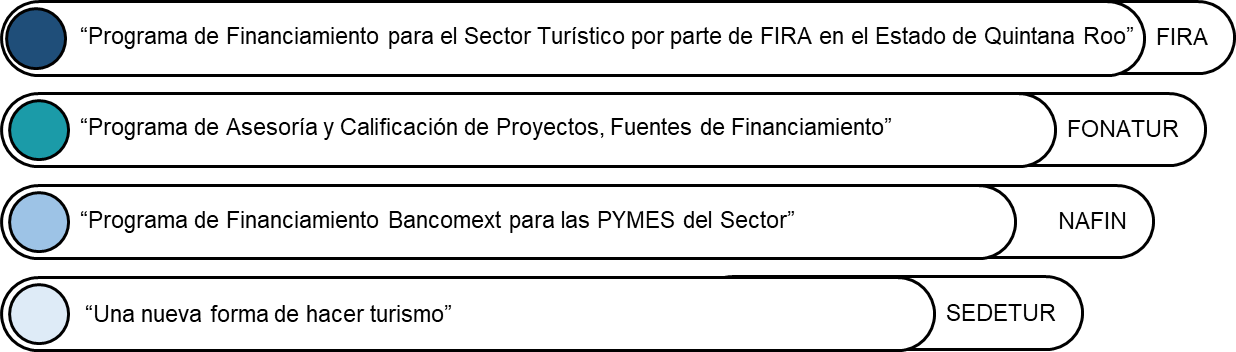 “Programa de Financiamiento para el Sector Turístico por parte de FIRA en el Estado de Quintana Roo” FIRA
“Programa de Asesoría y Calificación de Proyectos, Fuentes de Financiamiento” FONATUR
“Programa de Financiamiento Bancomext para las PYMES del Sector” NAFIN
“Una nueva forma de hacer turismo” SEDETUR